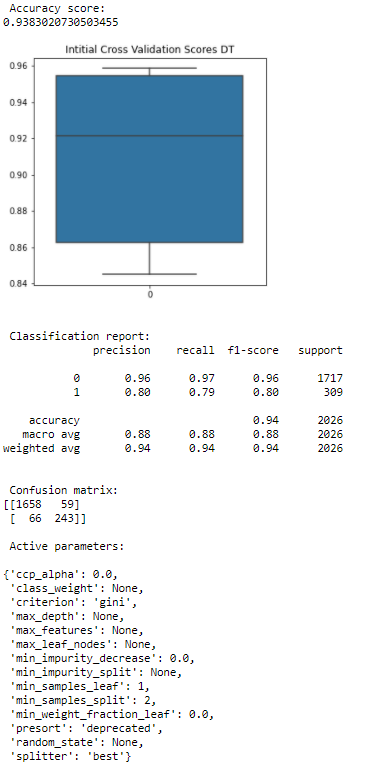 Accuracy score:
0.9383020730503455
Intitial Cross Validation Scores DT
0.96
0.94
0.92
0.90
0.88
0.86
0.84
0
Classification report:
precision recall f1-score support
0 0.96 0.97 0.96 1717
1 0.80 0.79 0.80 309
accuracy 0.94 2026
macro avg 0.88 0.88 0.88 2026
weighted avg 0.94 0.94 0.94 2026
Confusion matrix:
[[1658 59]
[ 66 243]]
Active parameters:
{'ccp_alpha': 0.0,
'class_weight': None,
'criterion': 'gini',
'max_depth': None,
'max_features': None,
'max_leaf_nodes': None,
'min_impurity_decrease': 0.0,
'min_impurity_split': None,
'min_samples_leaf': 1,
'min_samples_split': 2,
'min_weight_fraction_leaf': 0.0,
'presort': 'deprecated',
'random_state': None,
'splitter': 'best'}